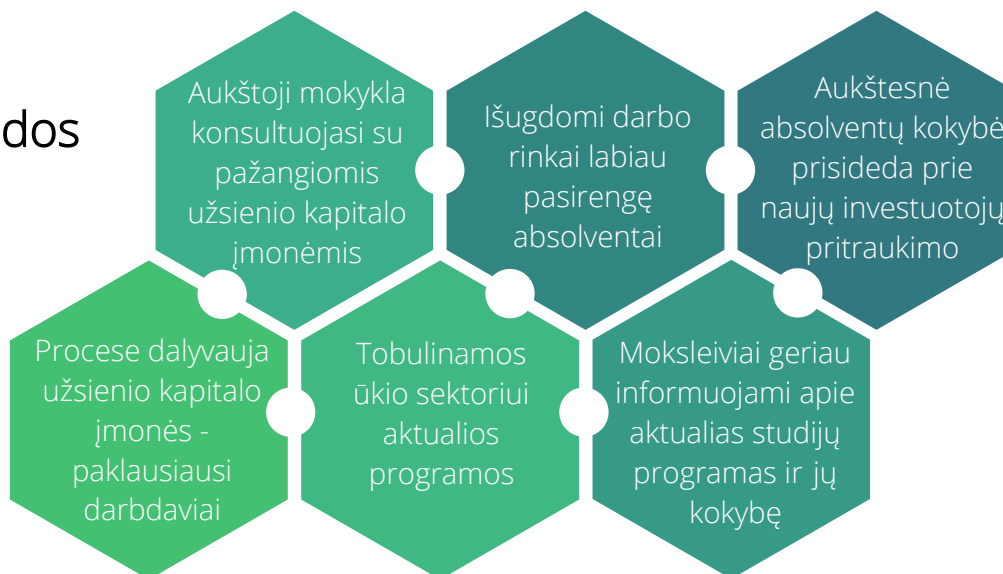 dos
Aukštoji mokykla
konsultuojasi su
pažangiomis
užsienio kapitalo
įmonėmis
Išugdomi darbo
rinkai labiau
pasirengę
absolventai
Aukštesnė
absolventų kokybė
prisideda prie
naujų investuotojų
pritraukimo
Procese dalyvauja
užsienio kapitalo
įmonės -
paklausiausi
darbdaviai
Tobulinamos
ūkio sektoriui
aktualios
programos
Moksleiviai geriau
informuojami apie
aktualias studijų
programas ir jų
kokybę